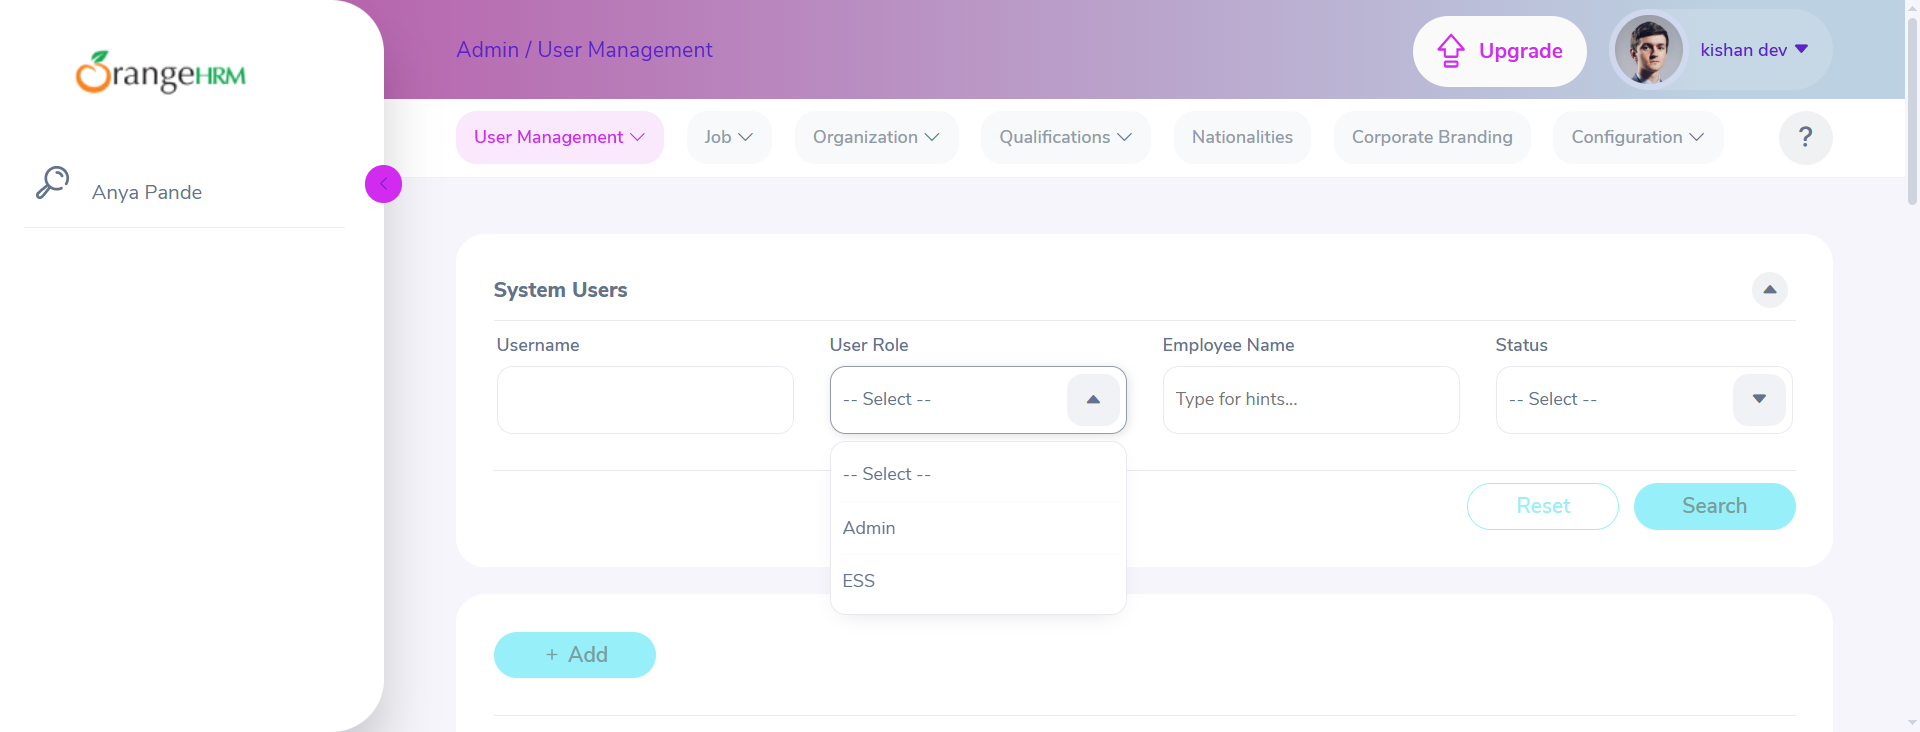 OrangeHRM
Anya Pande
Admin / User Management
Upgrade
kishan dev
User Management
Job
Organization
Qualifications
Nationalities
Corporate Branding
Configuration
?
System Users
Username
User Role
Employee Name
Status
-- Select --
Type for hints...
-- Select --
-- Select --
Admin
ESS
Reset
Search
+ Add